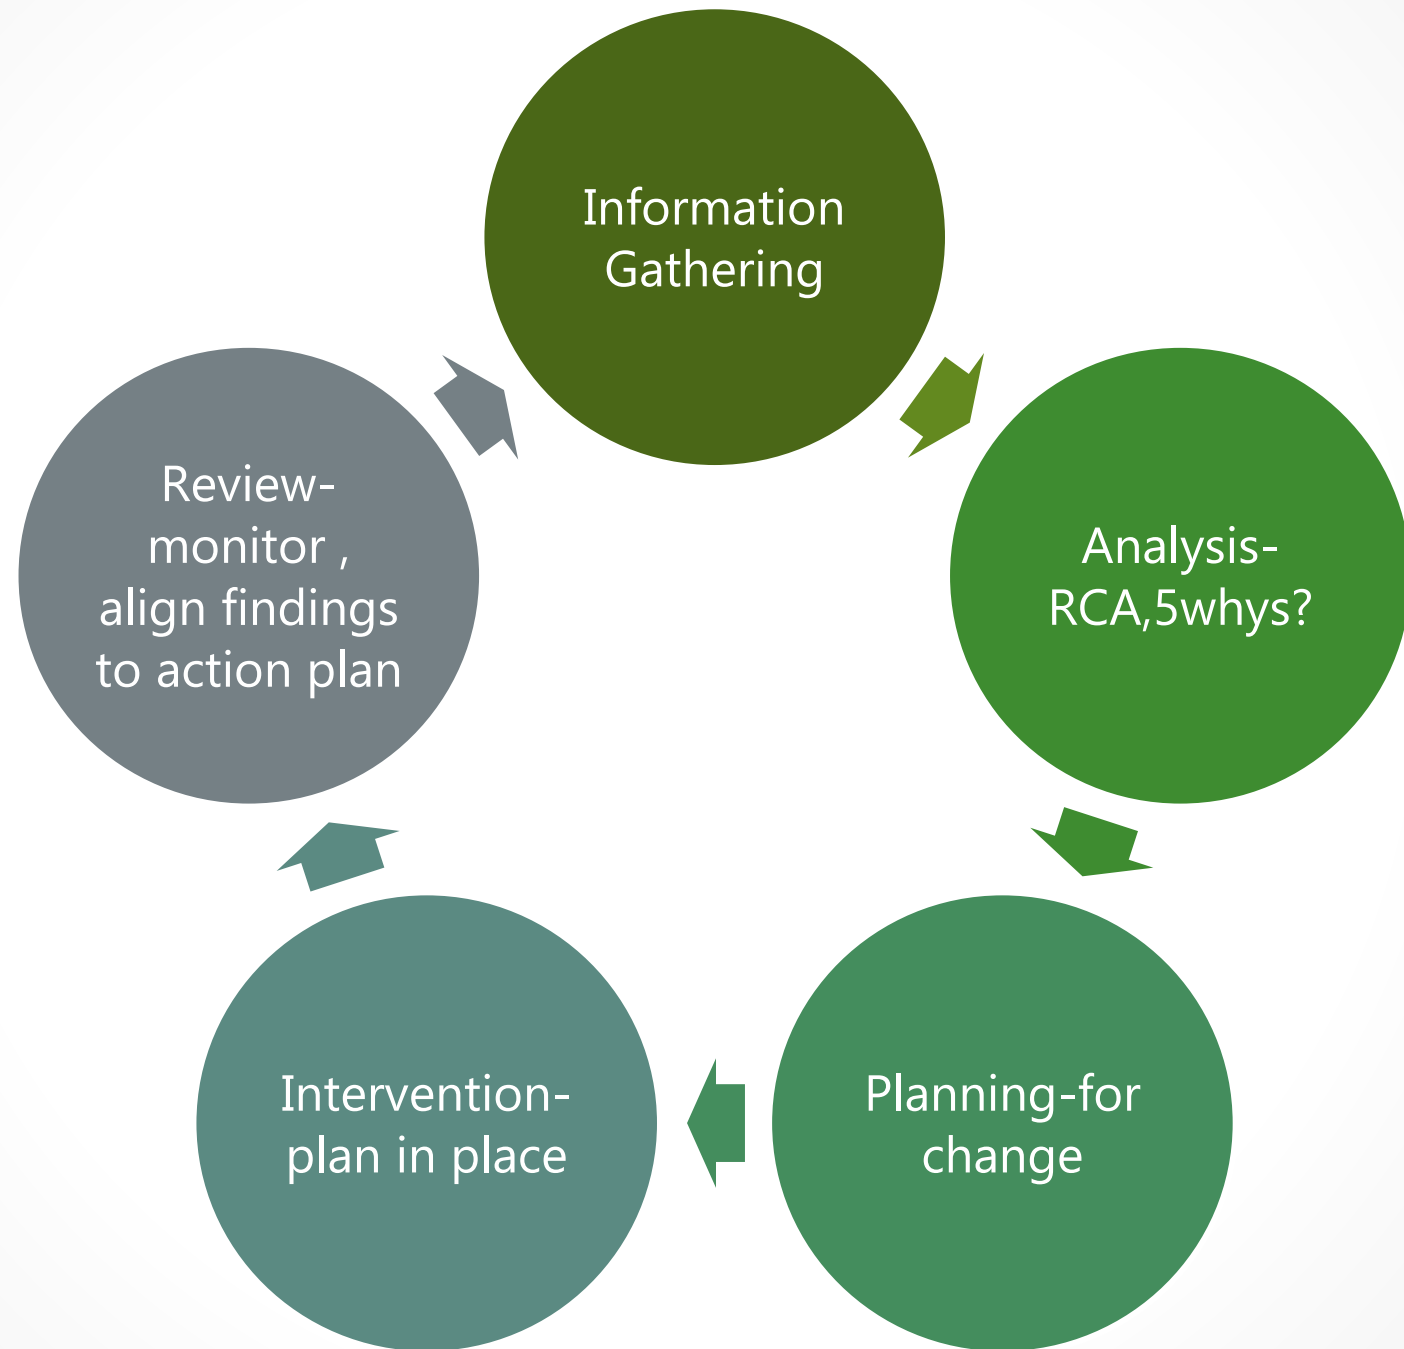 Information
Gathering
Analysis-
RCA,5whys?
Planning-for
change
Intervention-
plan in place
Review-
monitor ,
align findings
to action plan